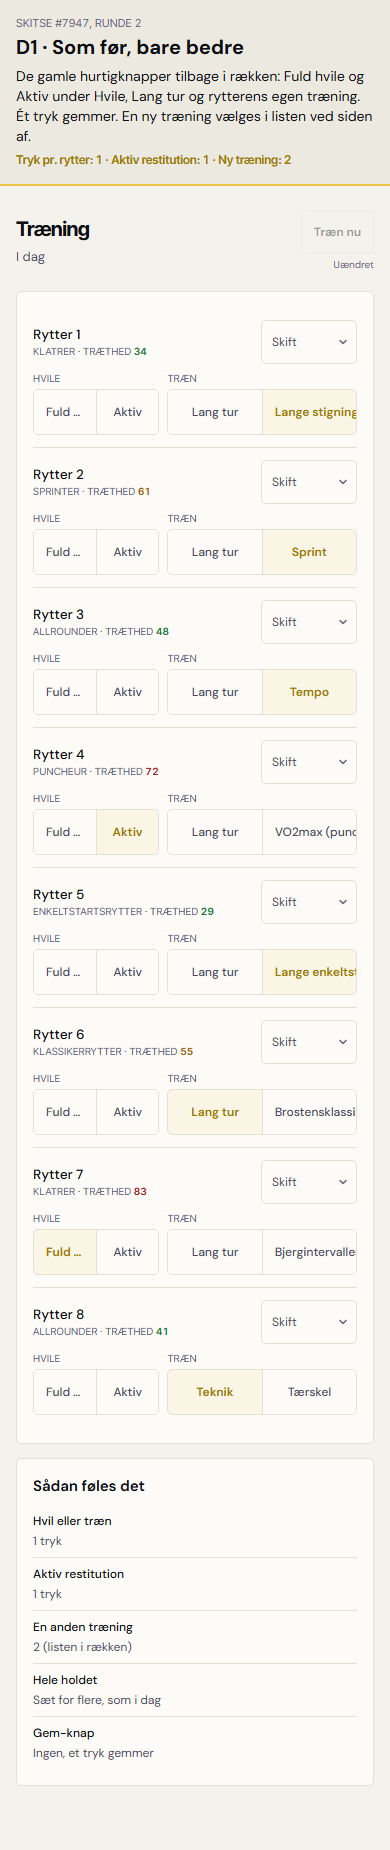 SKITSE #7947, RUNDE 2
D1 · Som før, bare bedre
De gamle hurtigknapper tilbage i rækken: Fuld hvile og
Aktiv under Hvile, Lang tur og rytterens egen træning.
Ét tryk gemmer. En ny træning vælges i listen ved siden
af.
Tryk pr. rytter: 1 · Aktiv restitution: 1 · Ny træning: 2
Træning
Træn nu
I dag
Uændret
Rytter 1
KLATRER · TRÆTHED 34
Skift
HVILE
TRÆN
Fuld ...
Aktiv
Lang tur
Lange stigning
Rytter 2
SPRINTER · TRÆTHED 61
Skift
HVILE
TRÆN
Fuld ...
Aktiv
Lang tur
Sprint
Rytter 3
ALLROUNDER · TRÆTHED 48
Skift
HVILE
TRÆN
Fuld ...
Aktiv
Lang tur
Tempo
Rytter 4
PUNCHEUR · TRÆTHED 72
Skift
HVILE
TRÆN
Fuld ...
Aktiv
Lang tur
VO2max (punc
Rytter 5
ENKELTSTARTSRYTTER · TRÆTHED 29
Skift
HVILE
TRÆN
Fuld ...
Aktiv
Lang tur
Lange enkeltst
Rytter 6
KLASSIKERRYTTER · TRÆTHED 55
Skift
HVILE
TRÆN
Fuld ...
Aktiv
Lang tur
Brostensklassi
Rytter 7
KLATRER · TRÆTHED 83
Skift
HVILE
TRÆN
Fuld ...
Aktiv
Lang tur
Bjergintervalle
Rytter 8
ALLROUNDER · TRÆTHED 41
Skift
HVILE
TRÆN
Fuld ...
Aktiv
Teknik
Tærskel
Sådan føles det
Hvil eller træn
1 tryk
Aktiv restitution
1 tryk
En anden træning
2 (listen i rækken)
Hele holdet
Sæt for flere, som i dag
Gem-knap
Ingen, et tryk gemmer